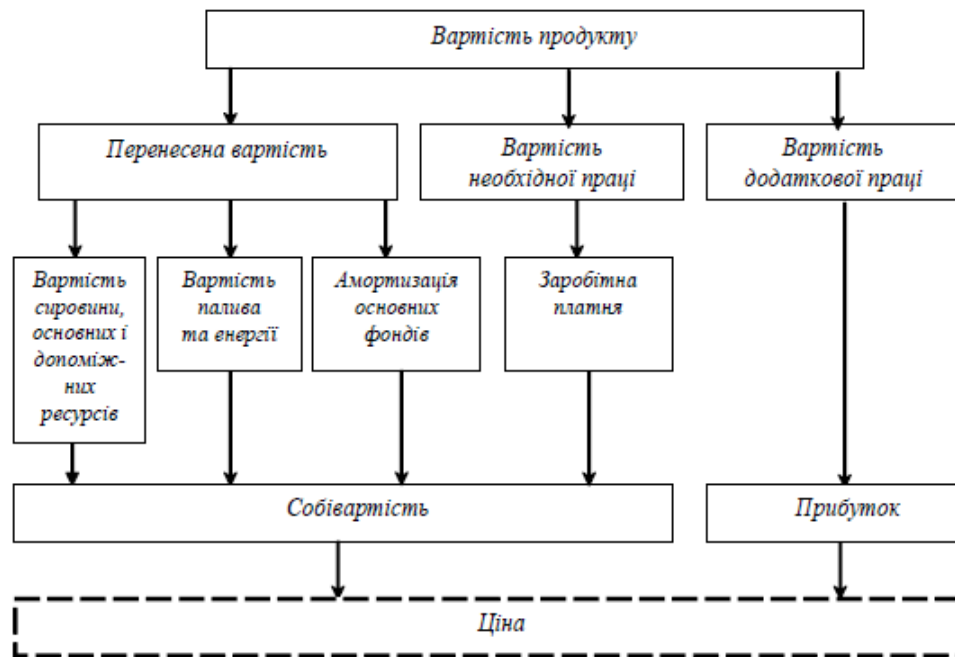 Вартість продукту
Перенесена вартість
Вартість
необхідної праці
Вартість
додаткової праці
Вартість
сировини,
основних і
допоміж-
них
ресурсів
Вартість
палива
та енергії
Амортизація
основних
фондів
Заробітна
платня
Собівартість
Прибуток
Ціна